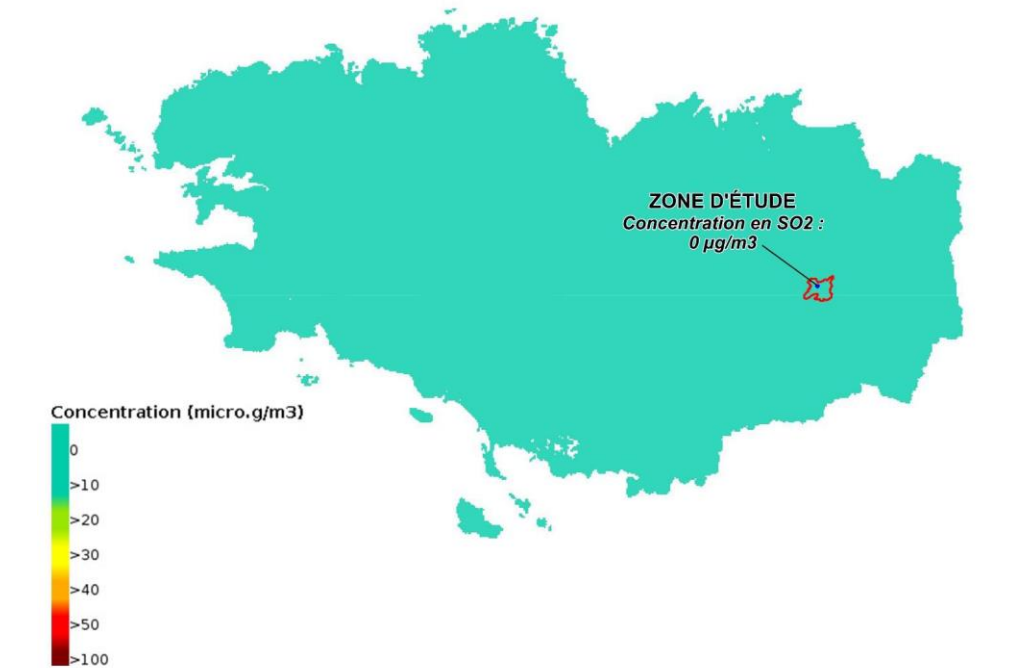 ZONE D'ÉTUDE
Concentration en SO2 :
0 µg/m3
Concentration (micro.g/m3)
0
>10
>20
>30
>40
>50
>100